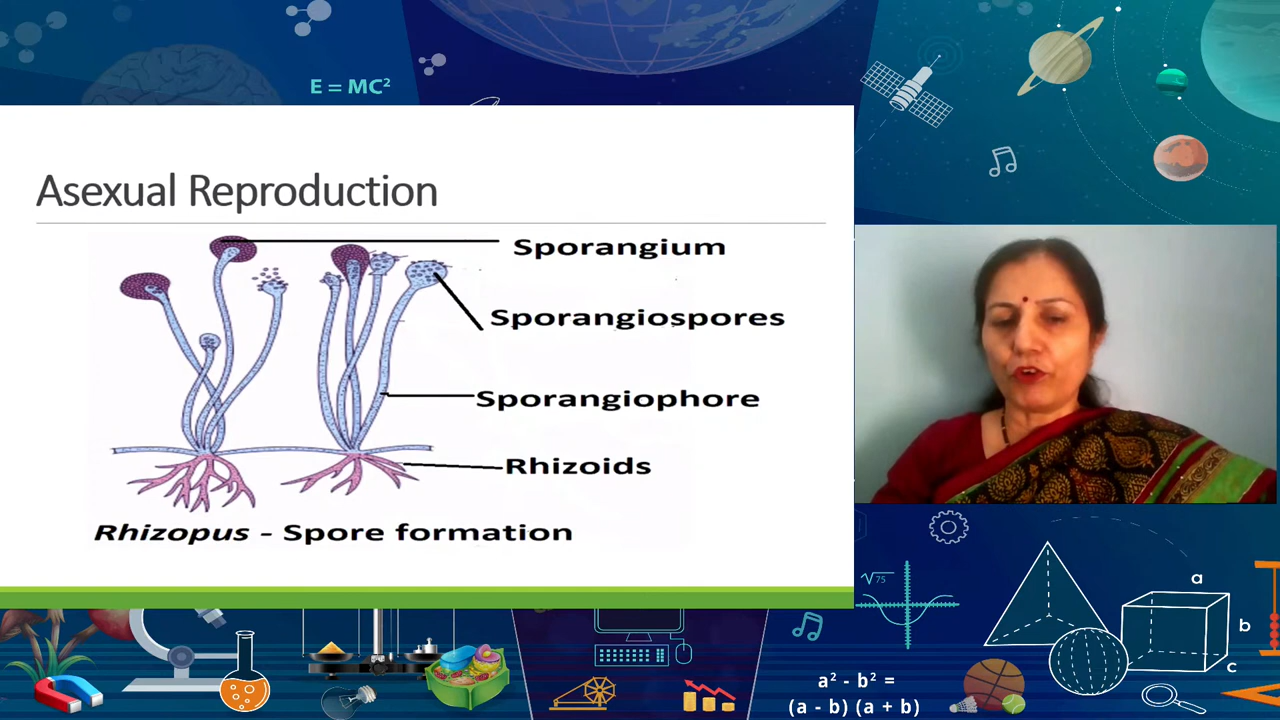 E = MC²
Asexual Reproduction
Sporangium
Sporangiospores
Sporangiophore
Rhizoids
Rhizopus - Spore formation
√75
a
b
c
a² - b² =
(a - b) (a + b)